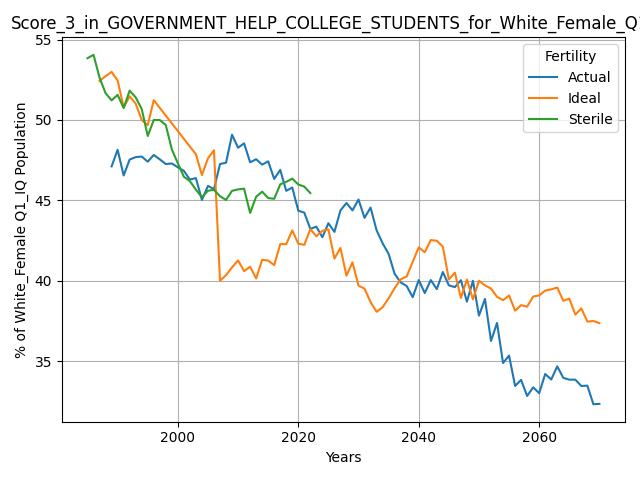 Score_3_in_GOVERNMENT_HELP_COLLEGE_STUDENTS_for_White_Female_Q
55
50
45
40
35
% of White_Female Q1_IQ Population
Fertility
Actual
Ideal
Sterile
2000
2020
2040
2060
Years